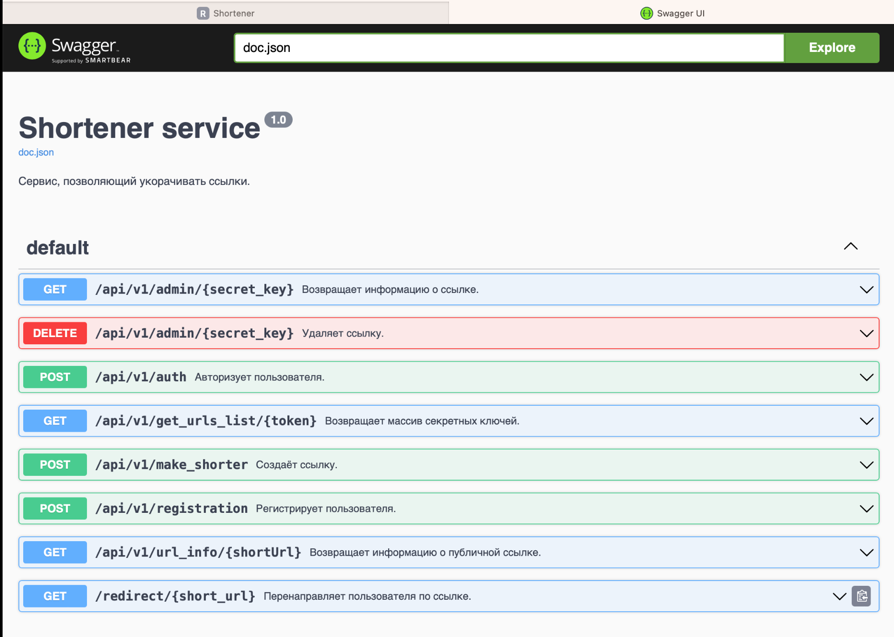 R Shortener
Swagger UI
Swagger
Supported by SMARTBEAR
doc.json
Explore
Shortener service 1.0
doc.json
Сервис, позволяющий укорачивать ссылки.
default
GET /api/v1/admin/{secret_key} Возвращает информацию о ссылке.
DELETE /api/v1/admin/{secret_key} Удаляет ссылку.
POST /api/v1/auth Авторизует пользователя.
GET /api/v1/get_urls_list/{token} Возвращает массив секретных ключей.
POST /api/v1/make_shorter Создаёт ссылку.
POST /api/v1/registration Регистрирует пользователя.
GET /api/v1/url_info/{shortUrl} Возвращает информацию о публичной ссылке.
GET /redirect/{short_url} Перенаправляет пользователя по ссылке.